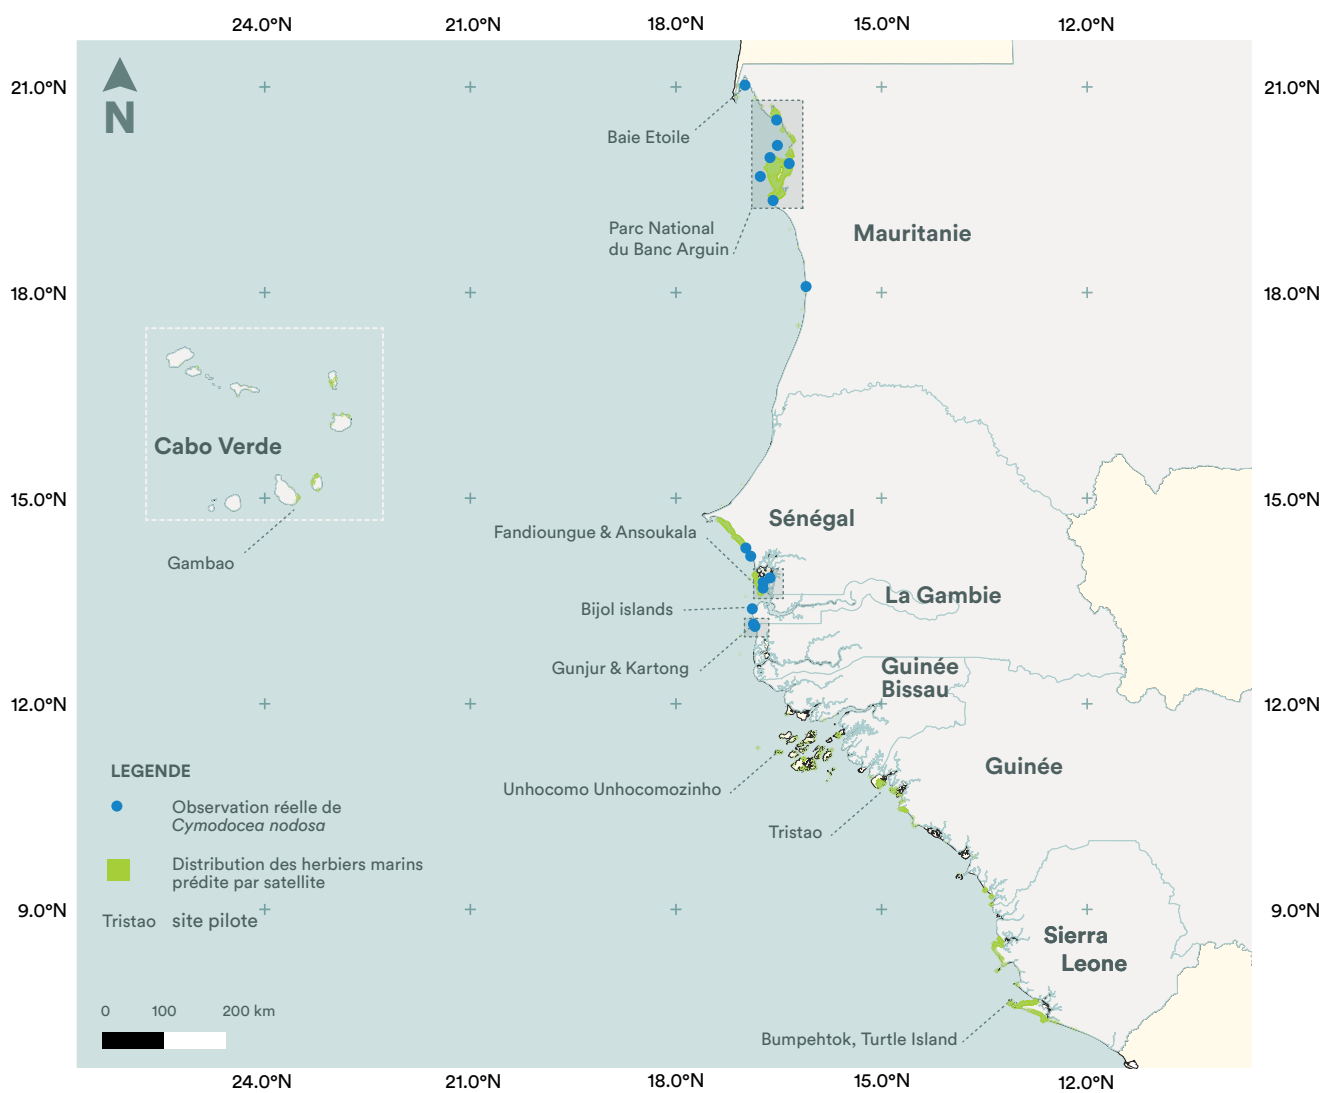 24.0°N 21.0°N 18.0°N 15.0°N 12.0°N
21.0°N 21.0°N
N
Baie Etoile
Parc National
du Banc Arguin
Mauritanie
18.0°N 18.0°N
Cabo Verde
15.0°N 15.0°N
Sénégal
Fandioungue & Ansoukala
Gambao
La Gambie
Bijol islands
Gunjur & Kartong
Guinée
Bissau
12.0°N 12.0°N
Guinée
LEGENDE
Unhocomo Unhocomozinho
Observation réelle de
Cymodocea nodosa
Tristao
Distribution des herbiers marins
prédite par satellite
9.0°N 9.0°N
Tristao site pilote
Sierra
Leone
0 100 200 km
Bumpehtok, Turtle Island
24.0°N 21.0°N 18.0°N 15.0°N 12.0°N